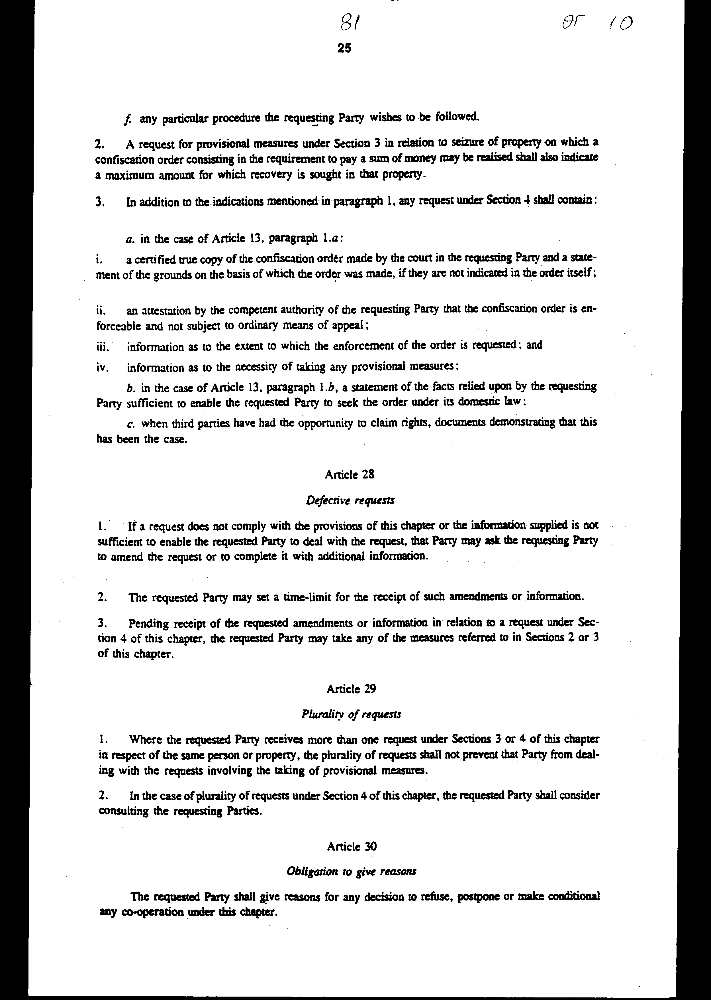 81
10
25
f. any particular procedure the requesting Party wishes to be followed.
2. A request for provisional measures under Section 3 in relation to seizure of property on which a
confiscation order consisting in the requirement to pay a sum of money may be realised shall also indicate
a maximum amount for which recovery is sought in that property.
3. In addition to the indications mentioned in paragraph 1, any request under Section 4 shall contain:
a. in the case of Article 13, paragraph 1.a:
i. a certified true copy of the confiscation order made by the court in the requesting Party and a state-
ment of the grounds on the basis of which the order was made, if they are not indicated in the order itself;
ii. an attestation by the competent authority of the requesting Party that the confiscation order is en-
forceable and not subject to ordinary means of appeal;
iii. information as to the extent to which the enforcement of the order is requested; and
iv. information as to the necessity of taking any provisional measures;
b. in the case of Article 13, paragraph 1.b, a statement of the facts relied upon by the requesting
Party sufficient to enable the requested Party to seek the order under its domestic law;
c. when third parties have had the opportunity to claim rights, documents demonstrating that this
has been the case.
Article 28
Defective requests
1. If a request does not comply with the provisions of this chapter or the information supplied is not
sufficient to enable the requested Party to deal with the request, that Party may ask the requesting Party
to amend the request or to complete it with additional information.
2. The requested Party may set a time-limit for the receipt of such amendments or information.
3. Pending receipt of the requested amendments or information in relation to a request under Sec-
tion 4 of this chapter, the requested Party may take any of the measures referred to in Sections 2 or 3
of this chapter.
Article 29
Plurality of requests
1. Where the requested Party receives more than one request under Sections 3 or 4 of this chapter
in respect of the same person or property, the plurality of requests shall not prevent that Party from deal-
ing with the requests involving the taking of provisional measures.
2. In the case of plurality of requests under Section 4 of this chapter, the requested Party shall consider
consulting the requesting Parties.
Article 30
Obligation to give reasons
The requested Party shall give reasons for any decision to refuse, postpone or make conditional
any co-operation under this chapter.